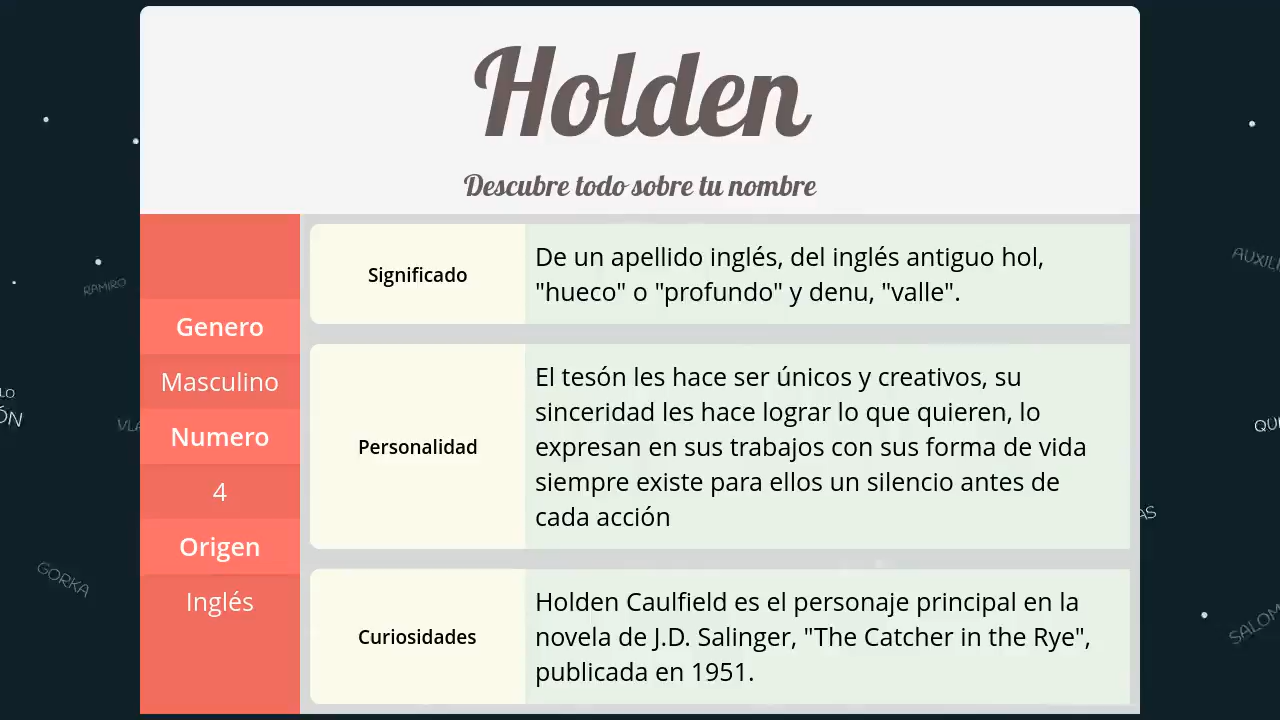 Holden
Descubre todo sobre tu nombre
Genero
Masculino
Numero
4
Origen
Inglés
Significado
De un apellido inglés, del inglés antiguo hol,
"hueco" o "profundo" y denu, "valle".
Personalidad
El tesón les hace ser únicos y creativos, su
sinceridad les hace lograr lo que quieren, lo
expresan en sus trabajos con sus forma de vida
siempre existe para ellos un silencio antes de
cada acción
Curiosidades
Holden Caulfield es el personaje principal en la
novela de J.D. Salinger, "The Catcher in the Rye",
publicada en 1951.
RAMIRO
GORKA